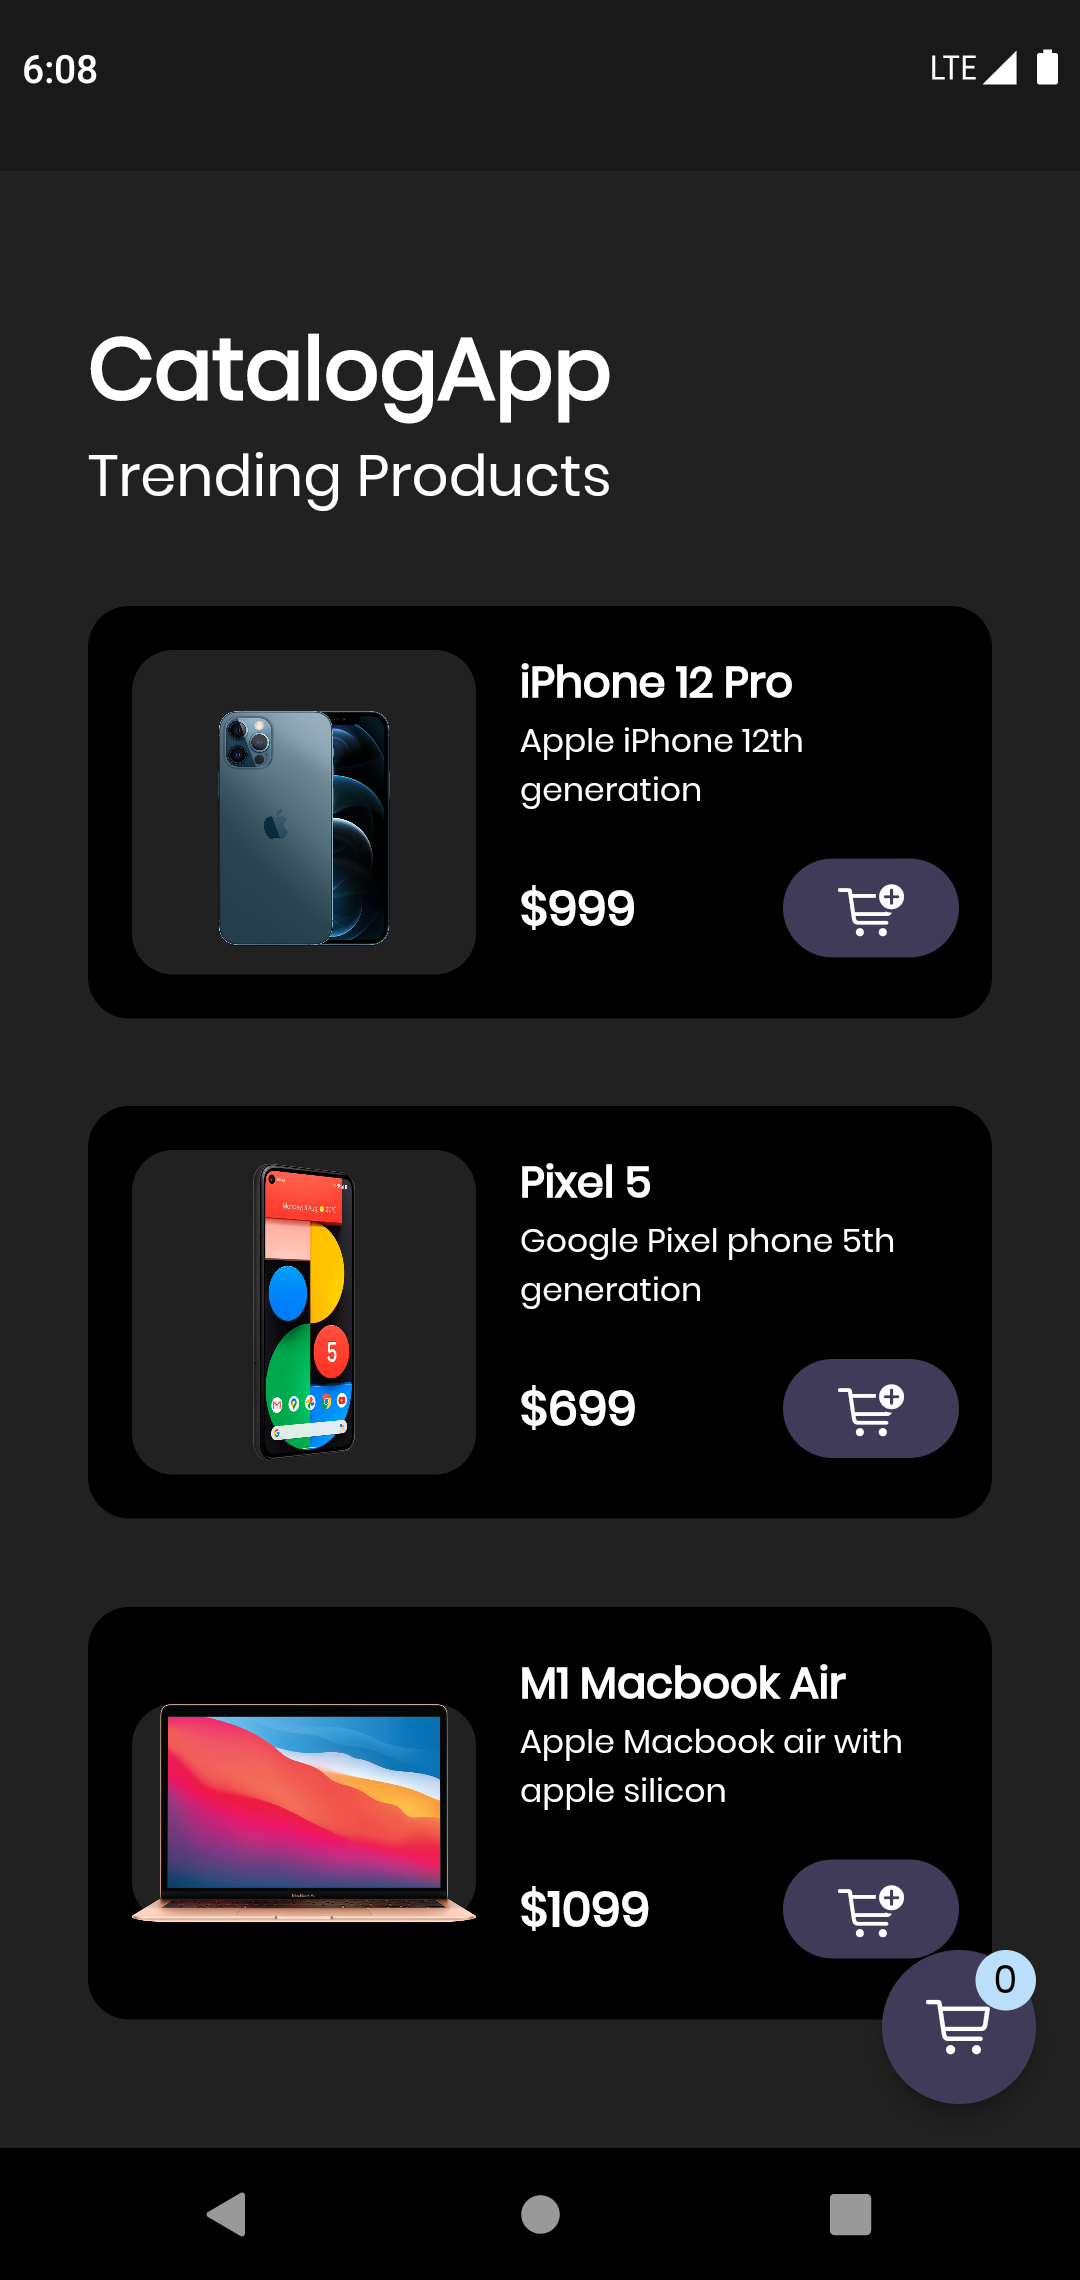 6:08
LTE
CatalogApp
Trending Products
iPhone 12 Pro
Apple iPhone 12th
generation
$999
Pixel 5
Google Pixel phone 5th
generation
$699
5
M1 Macbook Air
Apple Macbook air with
apple silicon
$1099
0